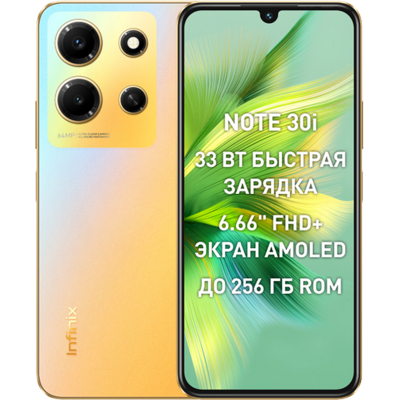 NOTE 30i
33 ВТ БЫСТРАЯ
ЗАРЯДКА
6.66" FHD+
ЭКРАН AMOLED
ДО 256 ГБ ROM
Infinix